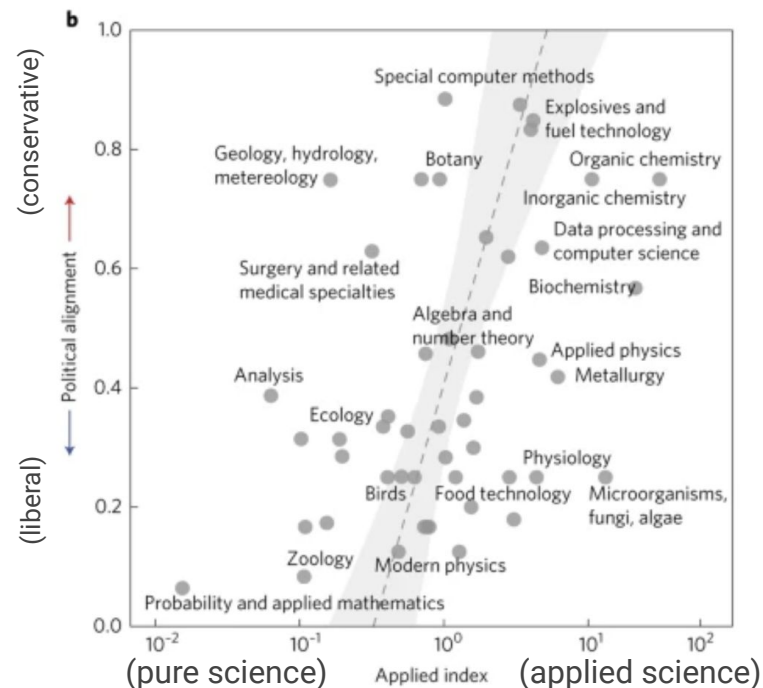 b
(conservative)
Political alignment
(liberal)
1.0
0.8
0.6
0.4
0.2
0.0
Special computer methods
Explosives and
fuel technology
Geology, hydrology,
metereology
Botany
Organic chemistry
Inorganic chemistry
Data processing and
computer science
Surgery and related
medical specialties
Biochemistry
Algebra and
number theory
Applied physics
Analysis
Metallurgy
Ecology
Physiology
Birds
Food technology
Microorganisms,
fungi, algae
Zoology
Modern physics
Probability and applied mathematics
10⁻²
10⁻¹
10⁰
10¹
10²
(pure science)
Applied index
(applied science)